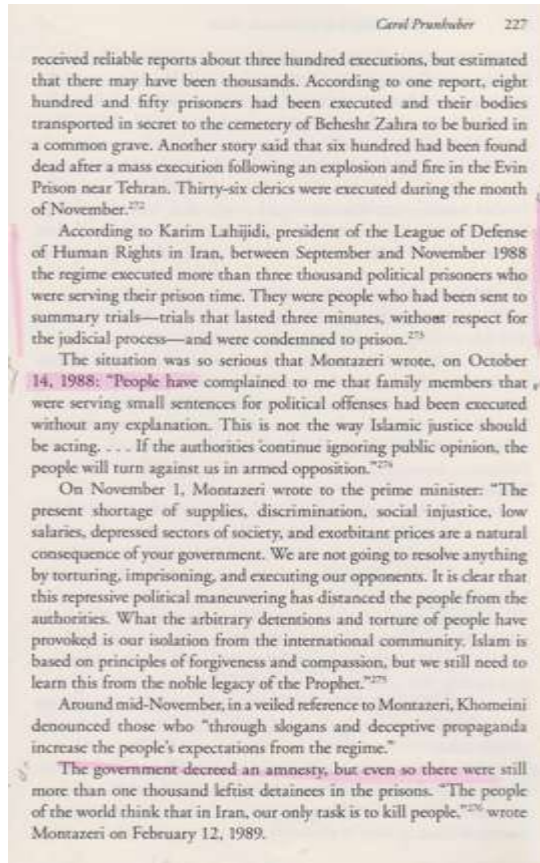 Carol Prunhuber 227
received reliable reports about three hundred executions, but estimated
that there may have been thousands. According to one report, eight
hundred and fifty prisoners had been executed and their bodies
transported in secret to the cemetery of Behesht Zahra to be buried in
a common grave. Another story said that six hundred had been found
dead after a mass execution following an explosion and fire in the Evin
Prison near Tehran. Thirty-six clerics were executed during the month
of November.272
According to Karim Lahijidi, president of the League of Defense
of Human Rights in Iran, between September and November 1988
the regime executed more than three thousand political prisoners who
were serving their prison time. They were people who had been sent to
summary trials—trials that lasted three minutes, without respect for
the judicial process—and were condemned to prison.273
The situation was so serious that Montazeri wrote, on October
14, 1988: "People have complained to me that family members that
were serving small sentences for political offenses had been executed
without any explanation. This is not the way Islamic justice should
be acting. . . . If the authorities continue ignoring public opinion, the
people will turn against us in armed opposition."274
On November 1, Montazeri wrote to the prime minister: "The
present shortage of supplies, discrimination, social injustice, low
salaries, depressed sectors of society, and exorbitant prices are a natural
consequence of your government. We are not going to resolve anything
by torturing, imprisoning, and executing our opponents. It is clear that
this repressive political maneuvering has distanced the people from the
authorities. What the arbitrary detentions and torture of people have
provoked is our isolation from the international community. Islam is
based on principles of forgiveness and compassion, but we still need to
learn this from the noble legacy of the Prophet."275
Around mid-November, in a veiled reference to Montazeri, Khomeini
denounced those who "through slogans and deceptive propaganda
increase the people's expectations from the regime."
The government decreed an amnesty, but even so there were still
more than one thousand leftist detainees in the prisons. "The people
of the world think that in Iran, our only task is to kill people,"276 wrote
Montazeri on February 12, 1989.